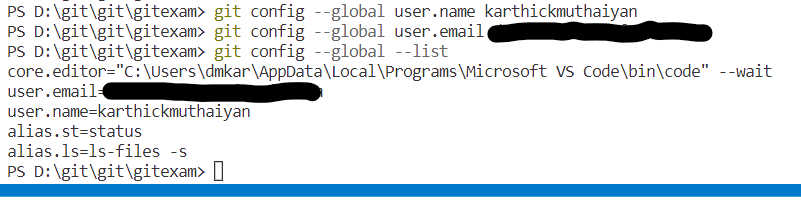 PS D:\git\git\gitexam> git config --global user.name karthickmuthaiyan
PS D:\git\git\gitexam> git config --global user.email
PS D:\git\git\gitexam> git config --global --list
core.editor="C:\Users\dmkar\AppData\Local\Programs\Microsoft VS Code\bin\code" --wait
user.email=
user.name=karthickmuthaiyan
alias.st=status
alias.ls=ls-files -s
PS D:\git\git\gitexam>